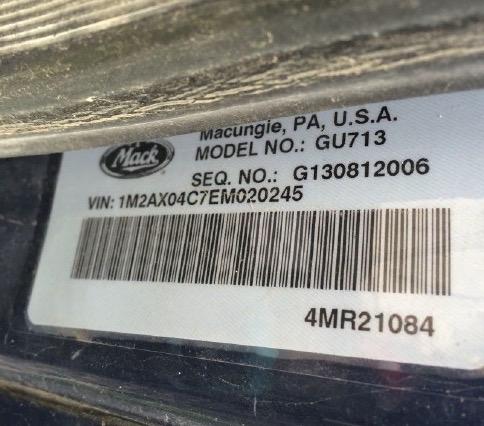 Macungie, PA, U.S.A.
Mack
MODEL NO.: GU713
SEQ. NO.: G130812006
VIN: 1M2AX04C7EM020245
4MR21084